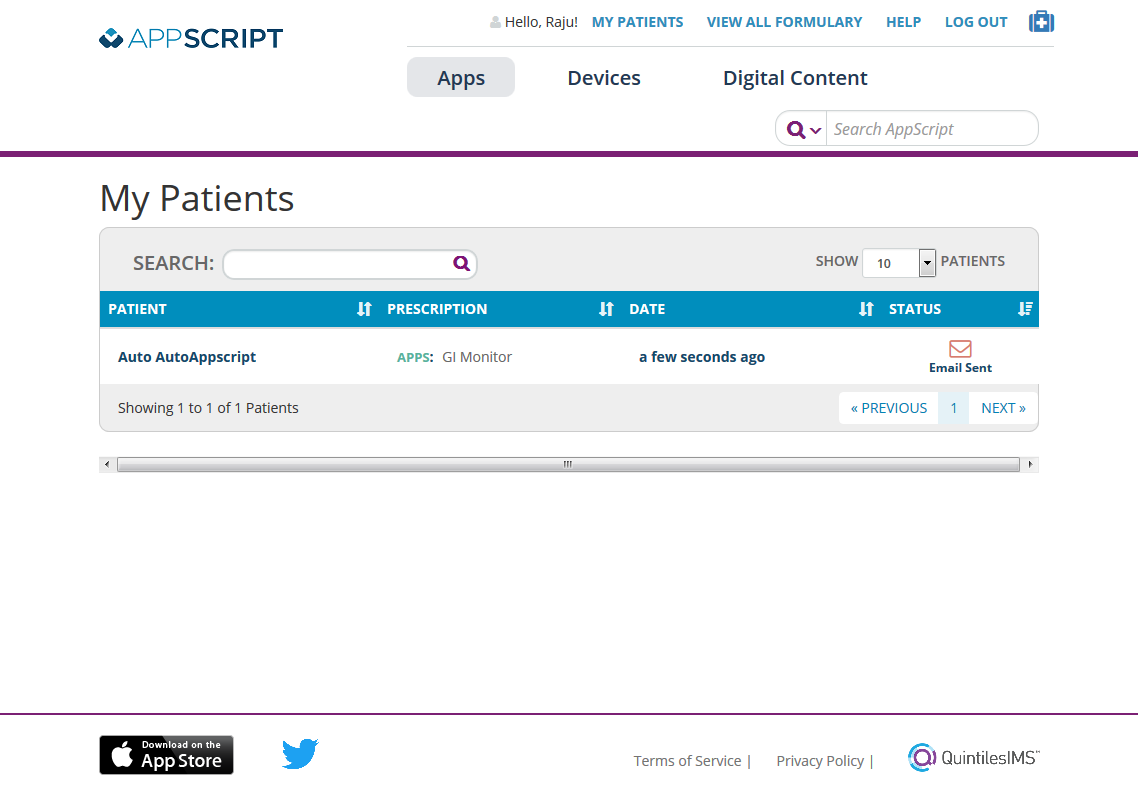 APPSCRIPT
Hello, Raju! MY PATIENTS VIEW ALL FORMULARY HELP LOG OUT
Apps Devices Digital Content
Search AppScript
My Patients
SEARCH: SHOW 10 PATIENTS
PATIENT PRESCRIPTION DATE STATUS
Auto AutoAppscript APPS: GI Monitor a few seconds ago Email Sent
Showing 1 to 1 of 1 Patients « PREVIOUS 1 NEXT »
Download on the
App Store
Terms of Service | Privacy Policy | QuintilesIMS™